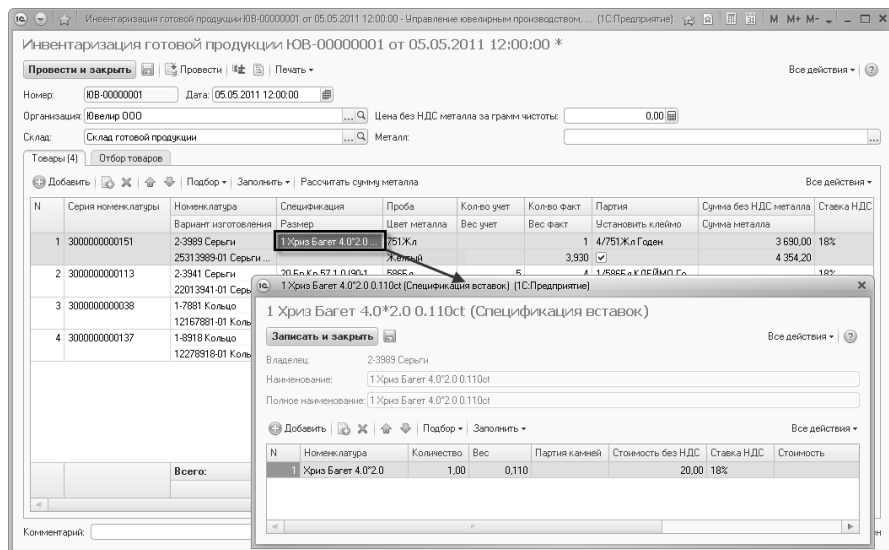 Инвентаризация готовой продукции ЮВ-00000001 от 05.05.2011 12:00:00 - Управление ювелирным производством, ... (1С:Предприятие) M M+ M-
Инвентаризация готовой продукции ЮВ-00000001 от 05.05.2011 12:00:00 *
Провести и закрыть Провести Печать Все действия
Номер: ЮВ-00000001 Дата: 05.05.2011 12:00:00
Организация: Ювелир ООО ... Цена без НДС металла за грамм чистоты: 0,00
Склад: Склад готовой продукции ... Металл: ...
Товары (4) Отбор товаров
Добавить Подбор Заполнить Рассчитать сумму металла Все действия
N Серия номенклатуры Номенклатура Спецификация Проба Кол-во учет Кол-во факт Партия Сумма без НДС металла Ставка НДС
Вариант изготовления Размер Цвет металла Вес учет Вес факт Установить клеймо Сумма металла
1 3000000000151 2-3989 Серьги 1 Хриз Багет 4.0*2.0 ... 751Жл 1 4/751Жл Годен 3 690,00 18%
25313989-01 Серьги ... Желтый 3,930 4 354,20
2 3000000000113 2-3941 Серьги
22013941-01 Серь
3 3000000000038 1-7881 Кольцо
12167881-01 Коль
4 3000000000137 1-8918 Кольцо
12278918-01 Коль
Всего:
Комментарий:
1 Хриз Багет 4.0*2.0 0.110ct (Спецификация вставок) (1С:Предприятие)
1 Хриз Багет 4.0*2.0 0.110ct (Спецификация вставок)
Записать и закрыть Все действия
Владелец: 2-3989 Серьги
Наименование: 1 Хриз Багет 4.0*2.0 0.110ct
Полное наименование: 1 Хриз Багет 4.0*2.0 0.110ct
Добавить Подбор Заполнить Все действия
N Номенклатура Количество Вес Партия камней Стоимость без НДС Ставка НДС Стоимость
1 Хриз Багет 4.0*2.0 1,00 0,110 20,00 18%